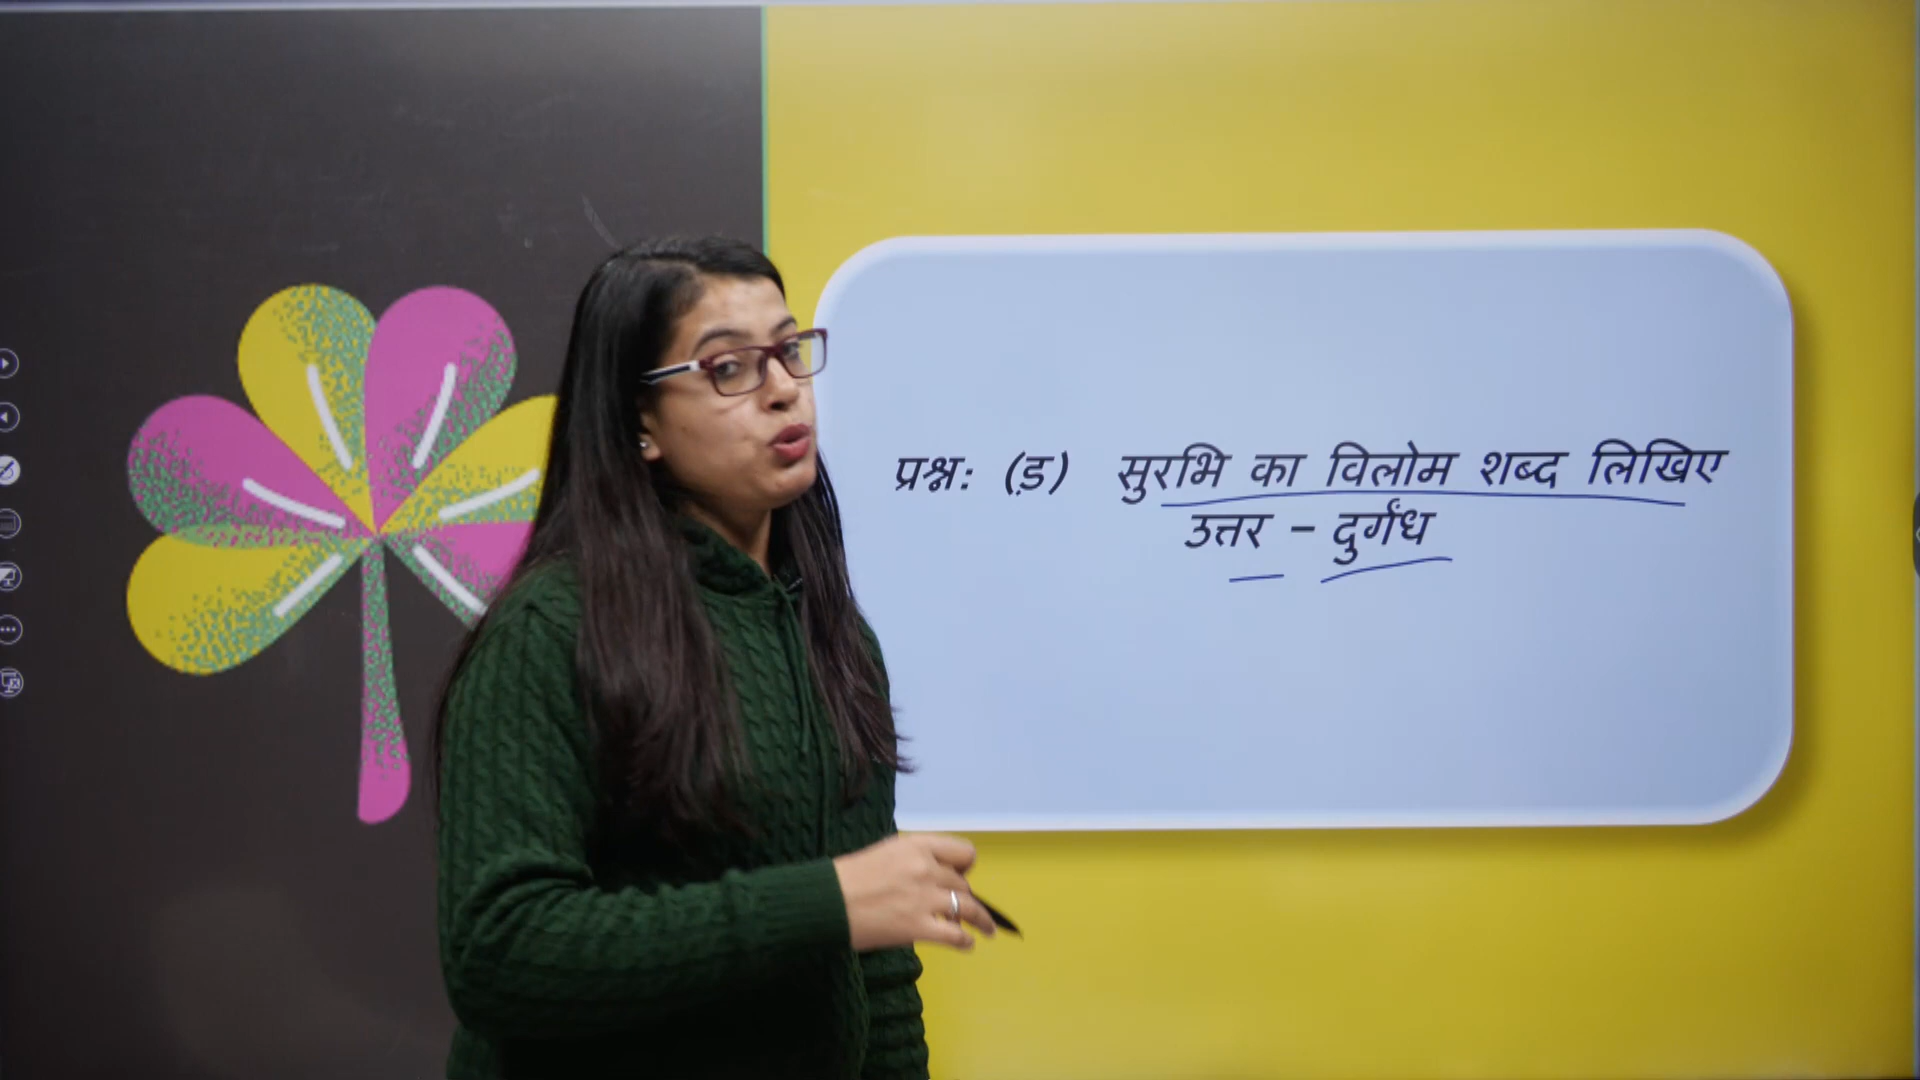 प्रश्न: (ड़) सुरभि का विलोम शब्द लिखिए
उत्तर - दुर्गंध